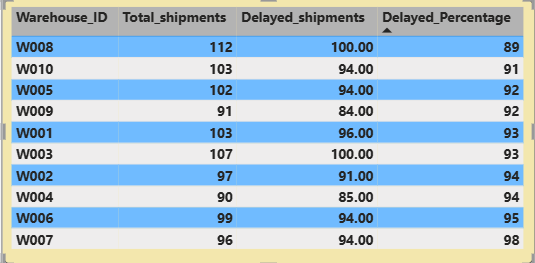 Warehouse_ID Total_shipments Delayed_shipments Delayed_Percentage
W008 112 100.00 89
W010 103 94.00 91
W005 102 94.00 92
W009 91 84.00 92
W001 103 96.00 93
W003 107 100.00 93
W002 97 91.00 94
W004 90 85.00 94
W006 99 94.00 95
W007 96 94.00 98